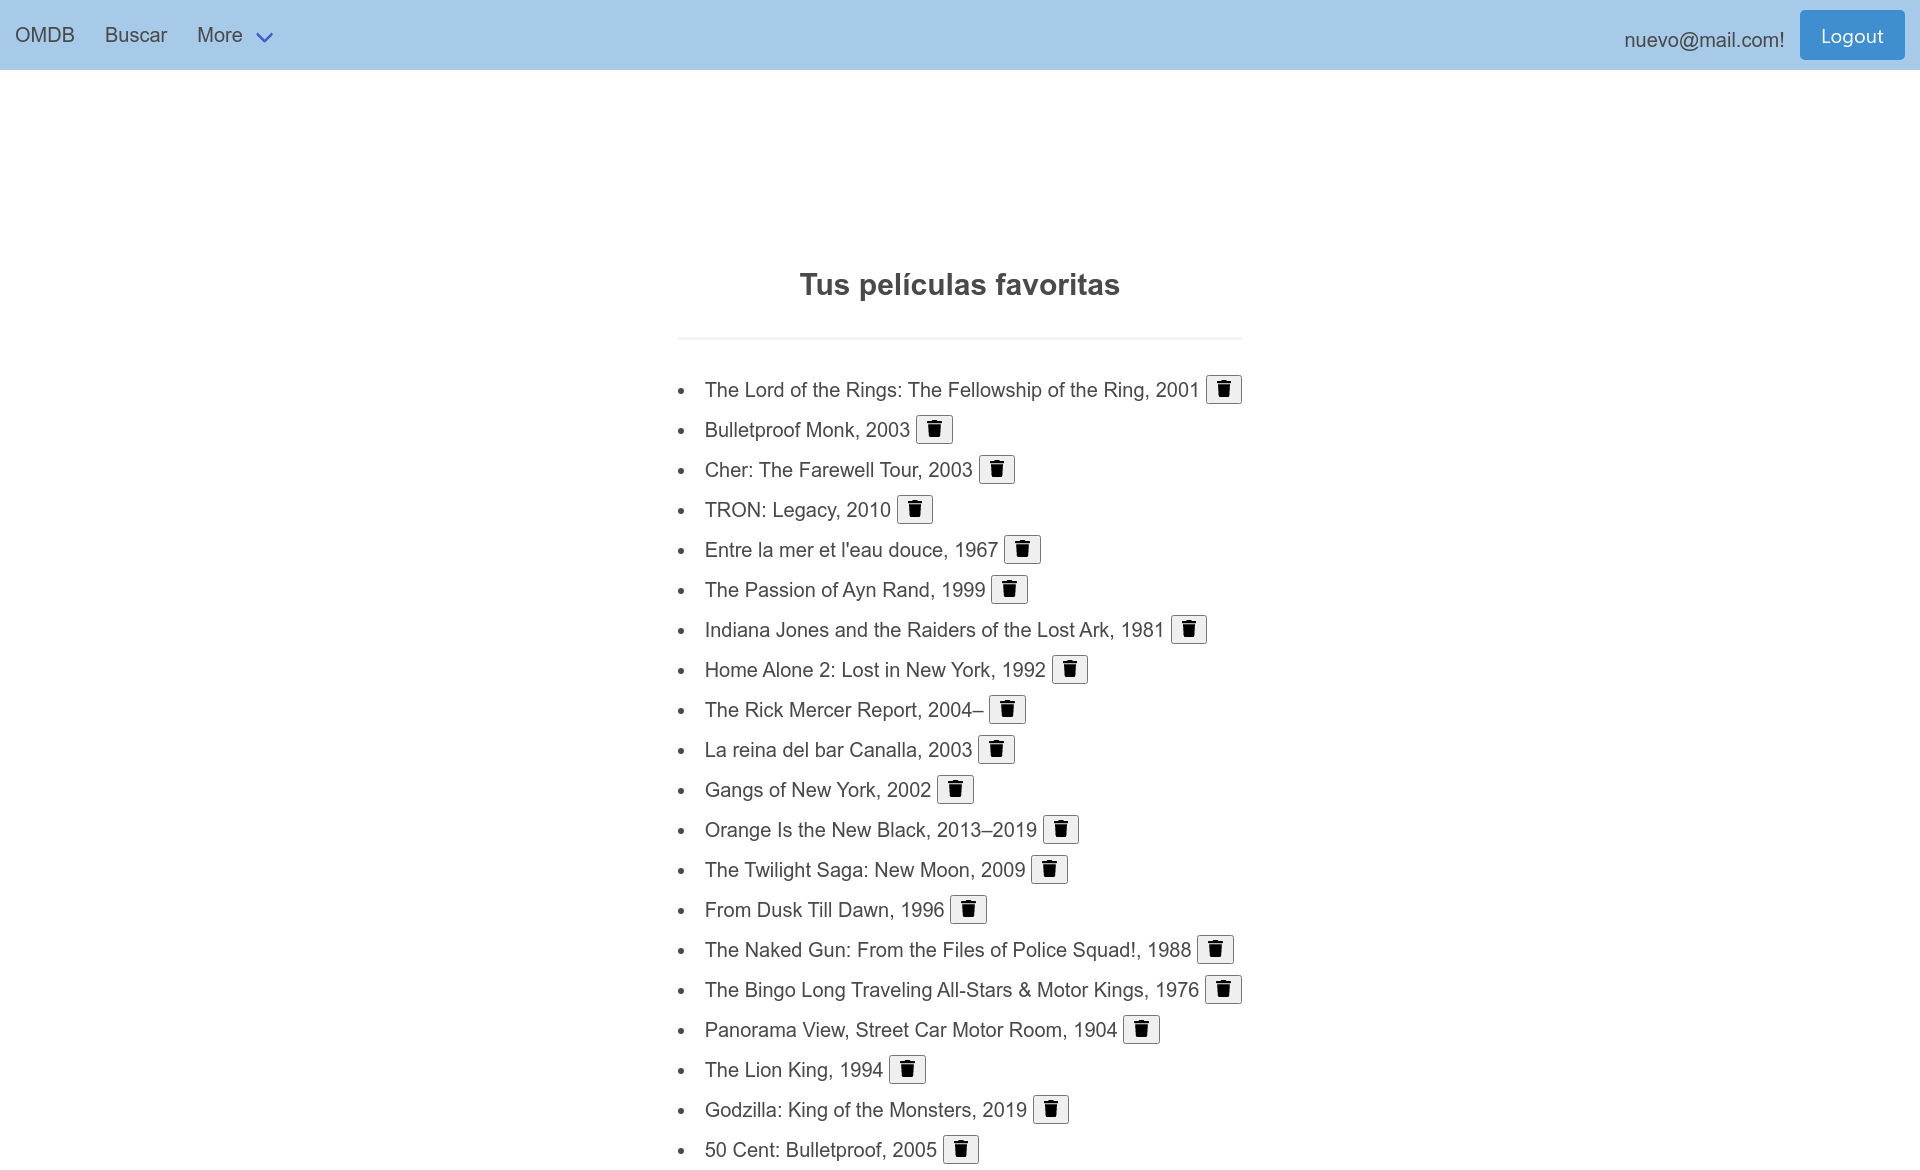 OMDB Buscar More nuevo@mail.com! Logout
Tus películas favoritas
The Lord of the Rings: The Fellowship of the Ring, 2001
Bulletproof Monk, 2003
Cher: The Farewell Tour, 2003
TRON: Legacy, 2010
Entre la mer et l'eau douce, 1967
The Passion of Ayn Rand, 1999
Indiana Jones and the Raiders of the Lost Ark, 1981
Home Alone 2: Lost in New York, 1992
The Rick Mercer Report, 2004–
La reina del bar Canalla, 2003
Gangs of New York, 2002
Orange Is the New Black, 2013–2019
The Twilight Saga: New Moon, 2009
From Dusk Till Dawn, 1996
The Naked Gun: From the Files of Police Squad!, 1988
The Bingo Long Traveling All-Stars & Motor Kings, 1976
Panorama View, Street Car Motor Room, 1904
The Lion King, 1994
Godzilla: King of the Monsters, 2019
50 Cent: Bulletproof, 2005